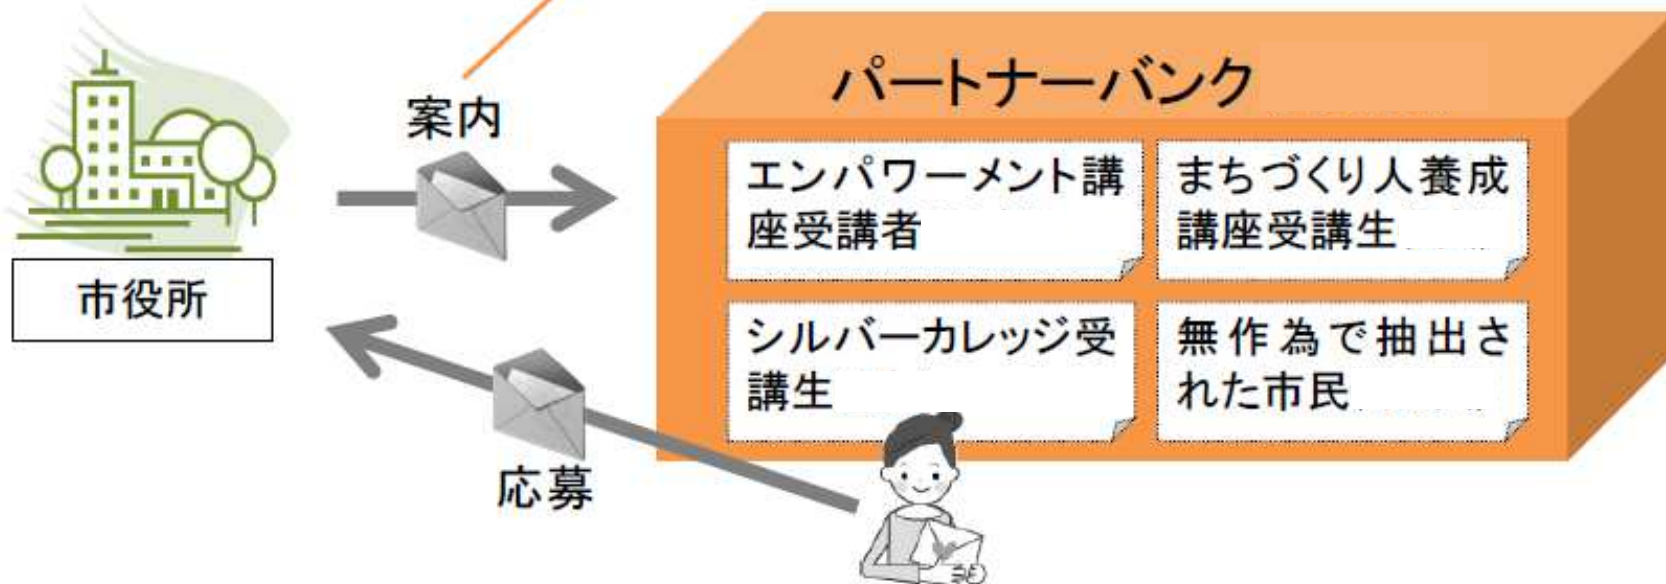 パートナーバンク
案内
エンパワーメント講
座受講者
まちづくり人養成
講座受講生
市役所
シルバーカレッジ受
講生
無作為で抽出さ
れた市民
応募